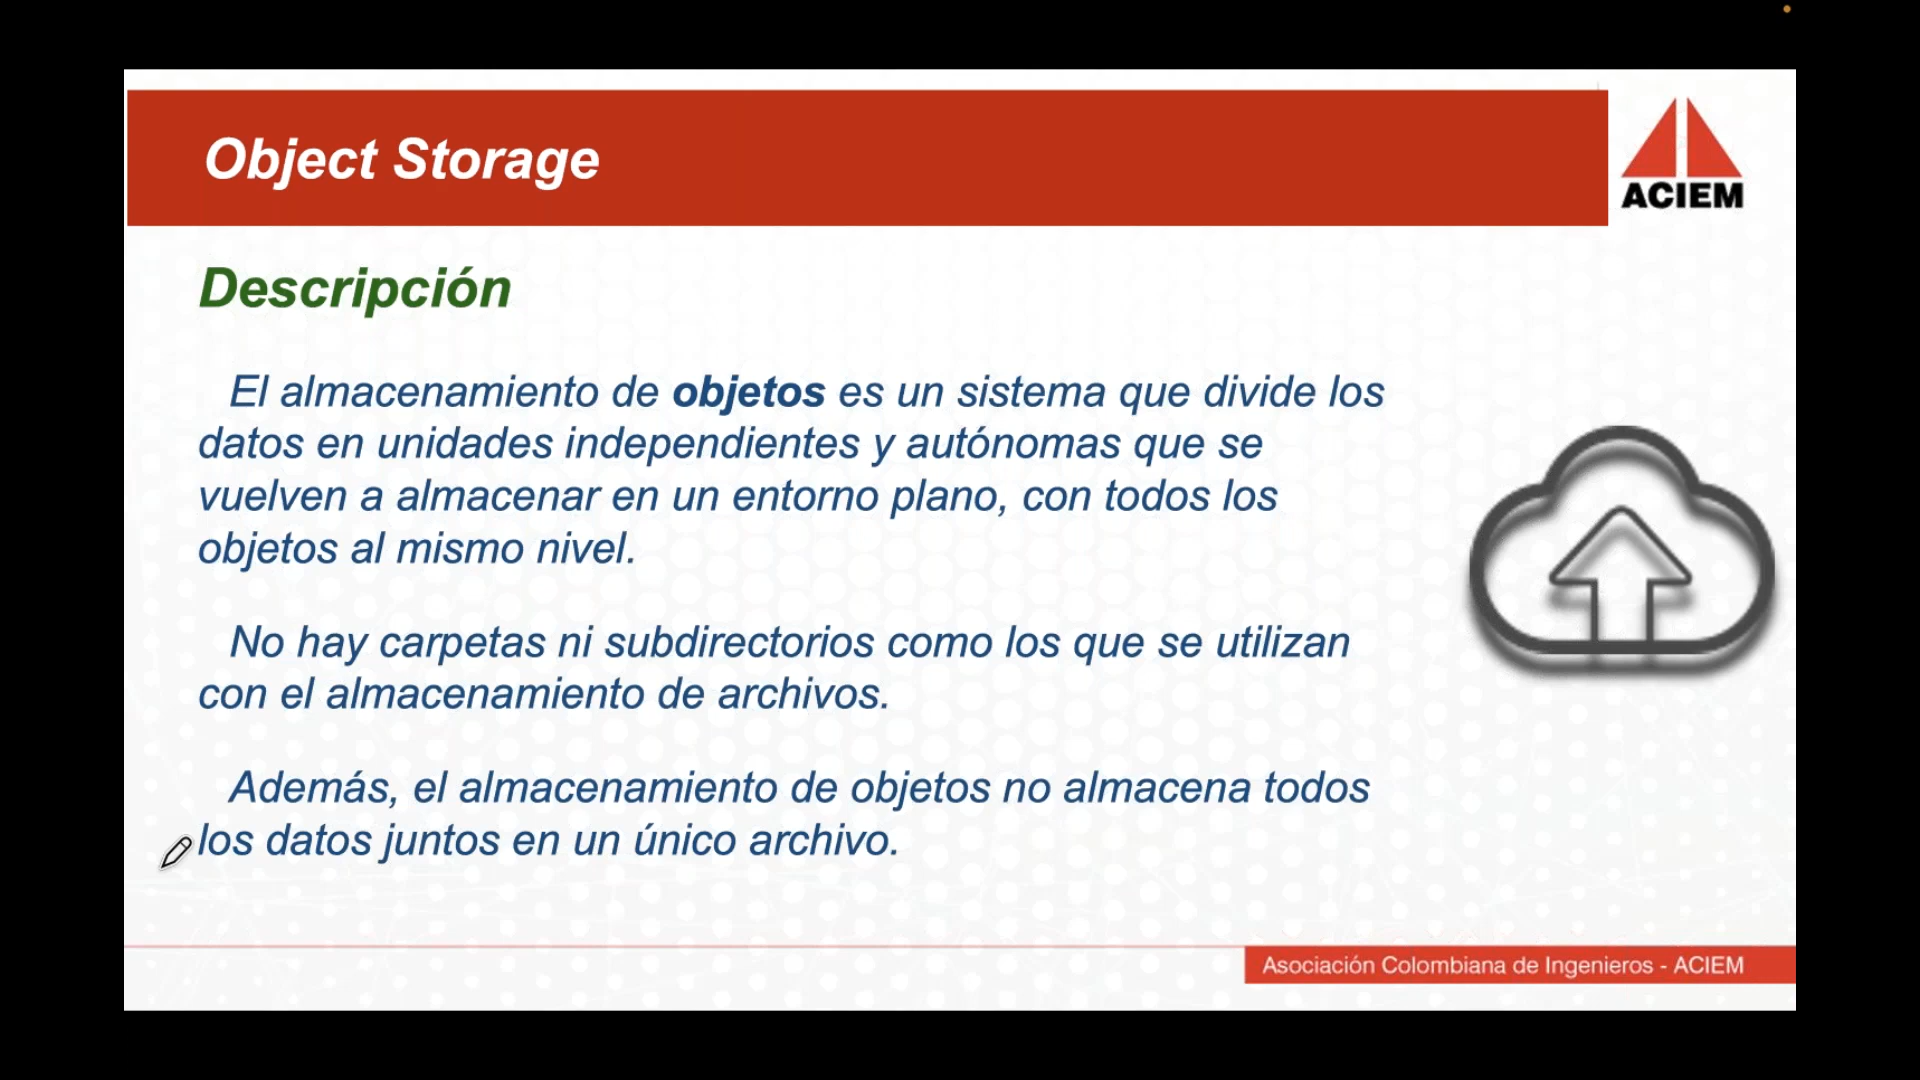 Object Storage
ACIEM
Descripción
El almacenamiento de objetos es un sistema que divide los
datos en unidades independientes y autónomas que se
vuelven a almacenar en un entorno plano, con todos los
objetos al mismo nivel.
No hay carpetas ni subdirectorios como los que se utilizan
con el almacenamiento de archivos.
Además, el almacenamiento de objetos no almacena todos
los datos juntos en un único archivo.
Asociación Colombiana de Ingenieros - ACIEM